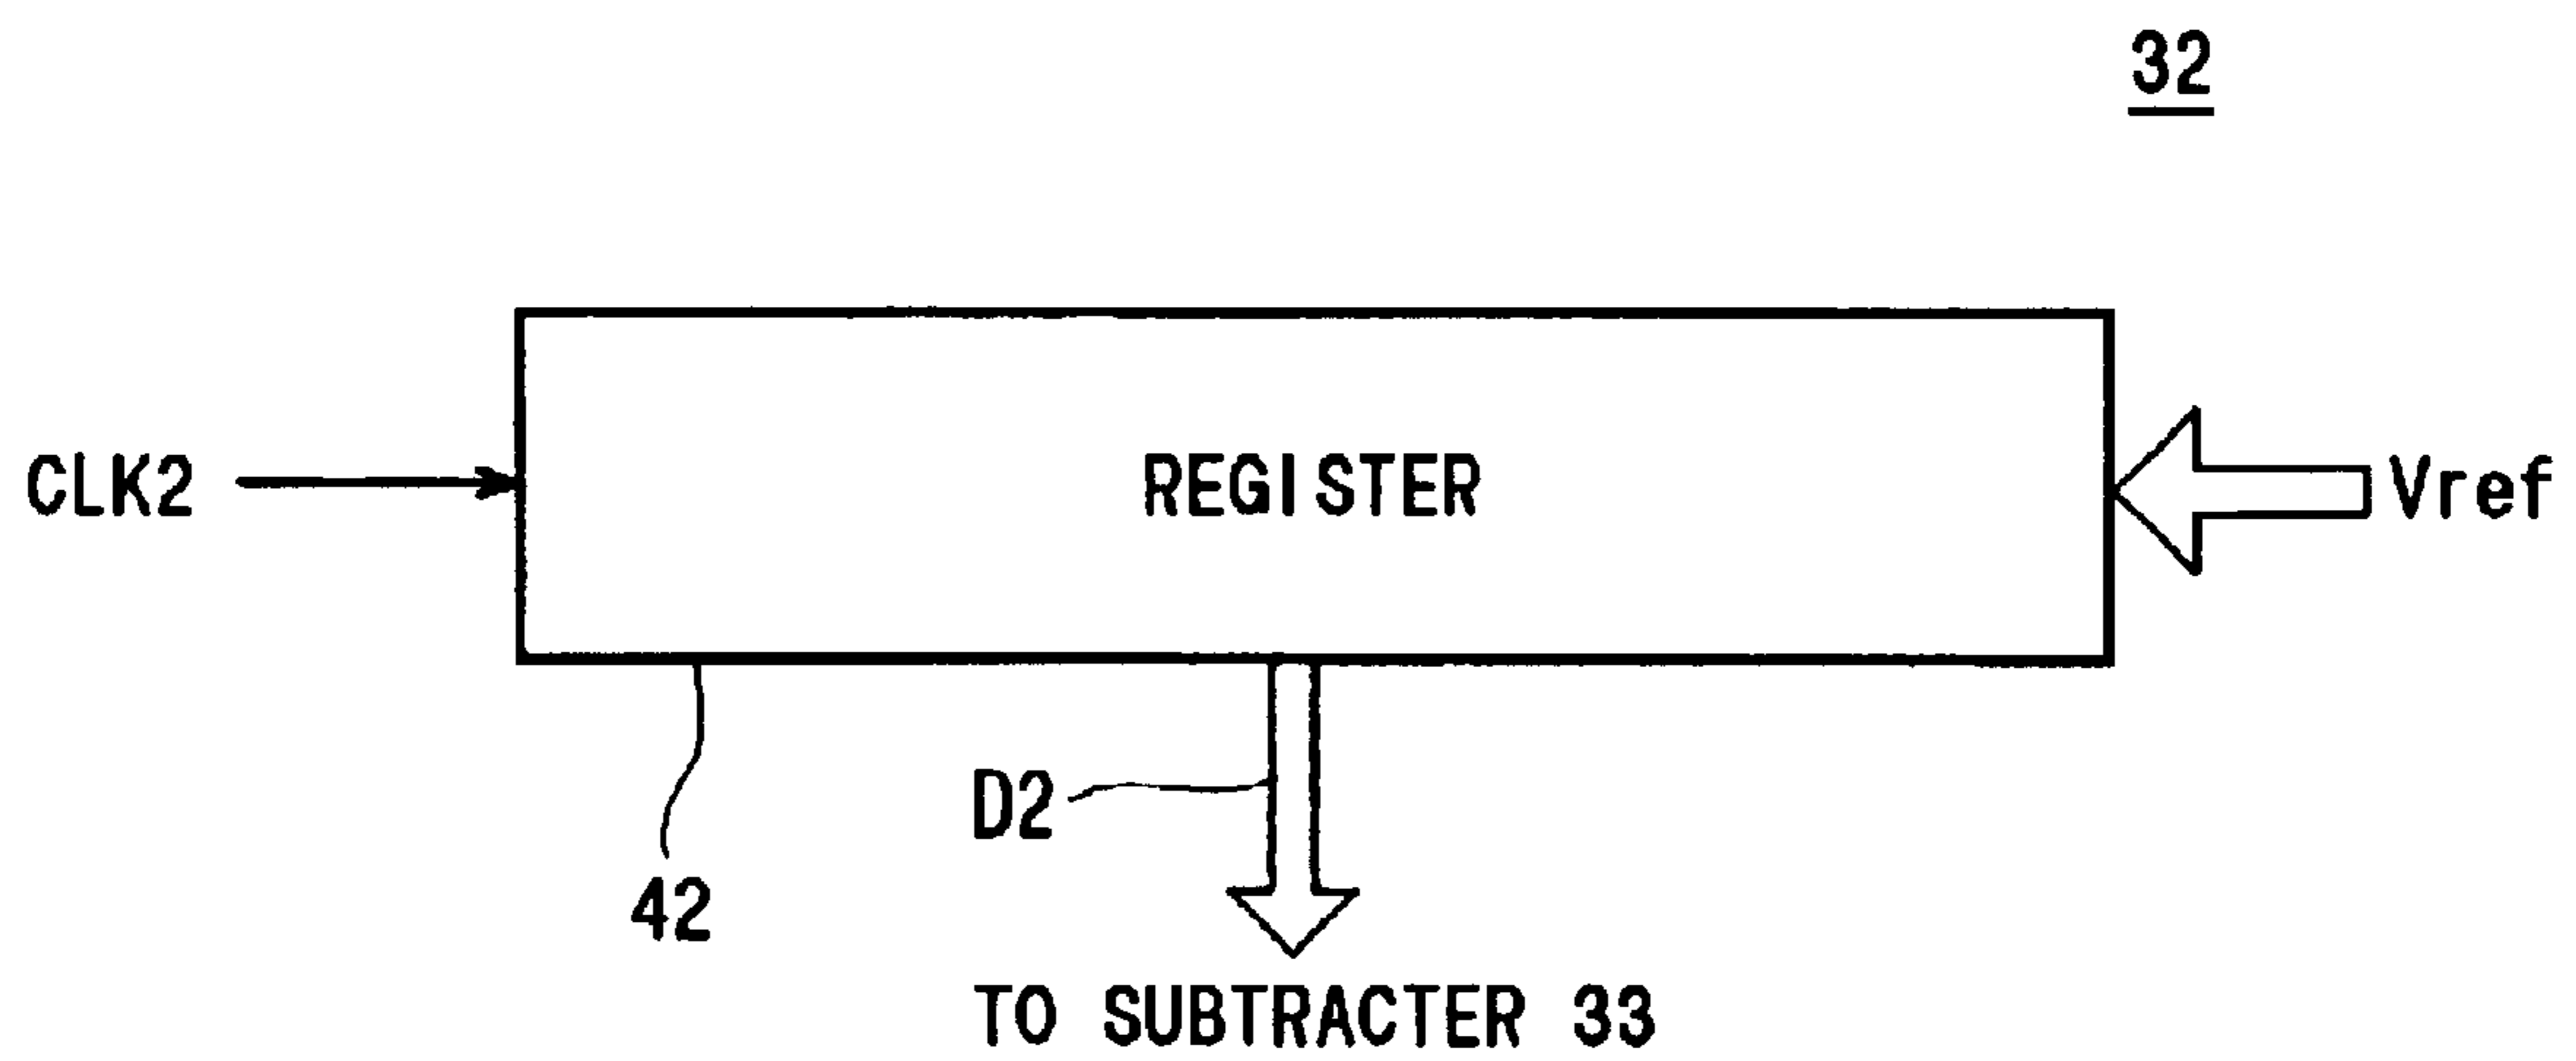 32
CLK2
REGISTER
Vref
D2
42
TO SUBTRACTER 33